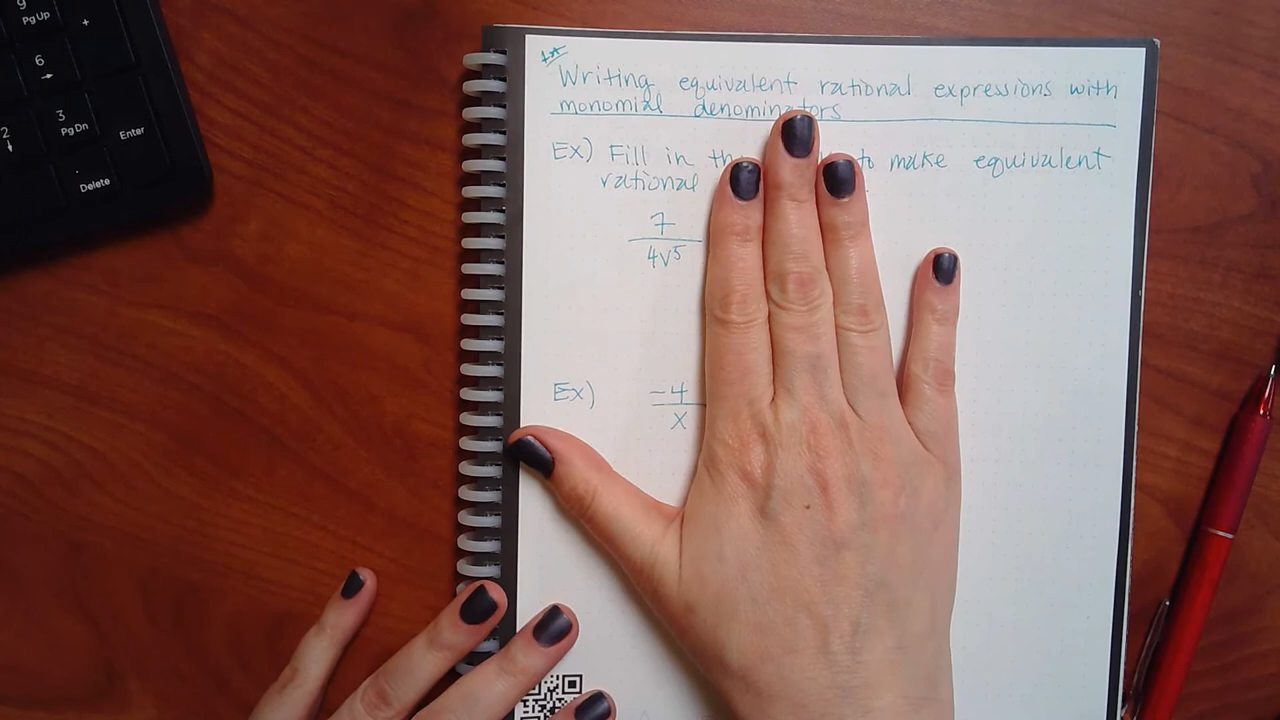 9
PgUp
+
6
→
3
PgDn
2
↓
Enter
.
Delete
Writing equivalent rational expressions with
monomial denominators
Ex) Fill in to make equivalent
rational
7
4v⁵
Ex) -4
x